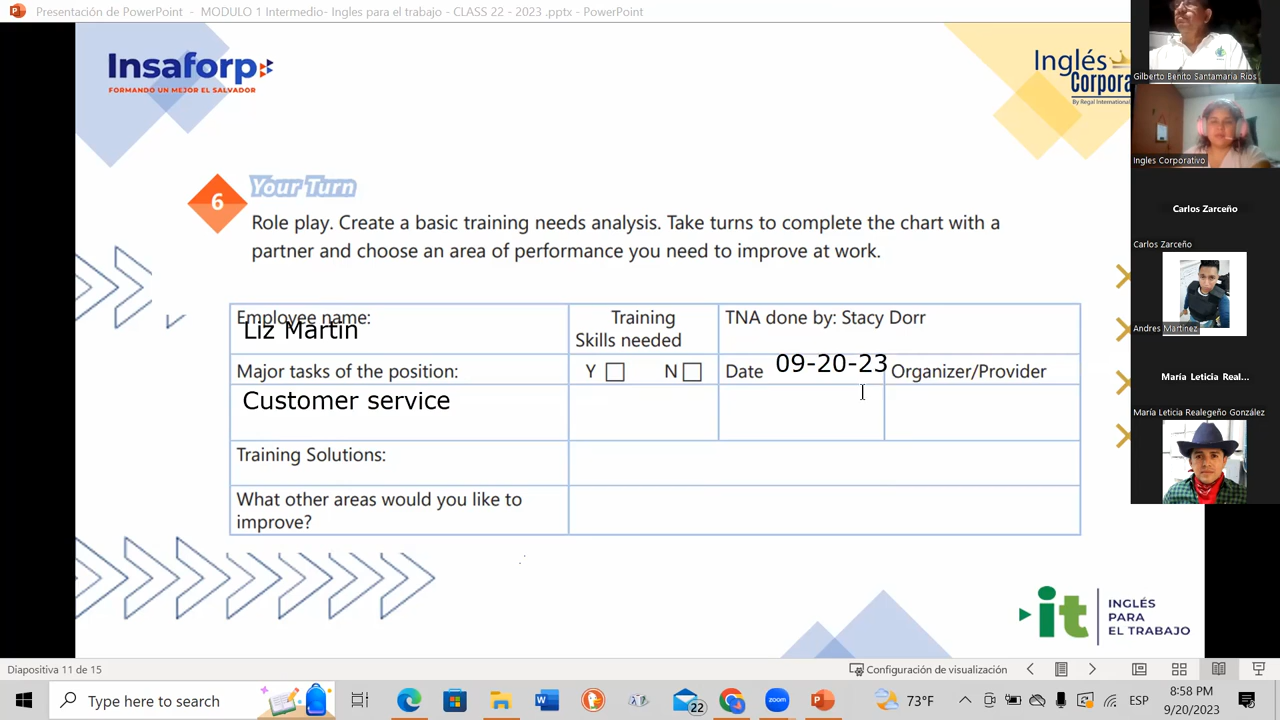 Presentación de PowerPoint - MODULO 1 Intermedio- Ingles para el trabajo - CLASS 22 - 2023 .pptx - PowerPoint
Insaforp
FORMANDO UN MEJOR EL SALVADOR
Inglés
Corpora
By Regal International
Gilberto Benito Santamaria Rios
Ingles Corporativo
Carlos Zarceño
Carlos Zarceño
Andres Martínez
María Leticia Real...
María Leticia Realegeño González
6
Your Turn
Role play. Create a basic training needs analysis. Take turns to complete the chart with a
partner and choose an area of performance you need to improve at work.
Employee name:
Liz Martin
Training
Skills needed
TNA done by: Stacy Dorr
Major tasks of the position:
Y
N
Date
09-20-23
Organizer/Provider
Customer service
Training Solutions:
What other areas would you like to
improve?
it
INGLÉS
PARA
EL TRABAJO
Diapositiva 11 de 15
Configuración de visualización
Type here to search
22
zoom
73°F
ESP
8:58 PM
9/20/2023